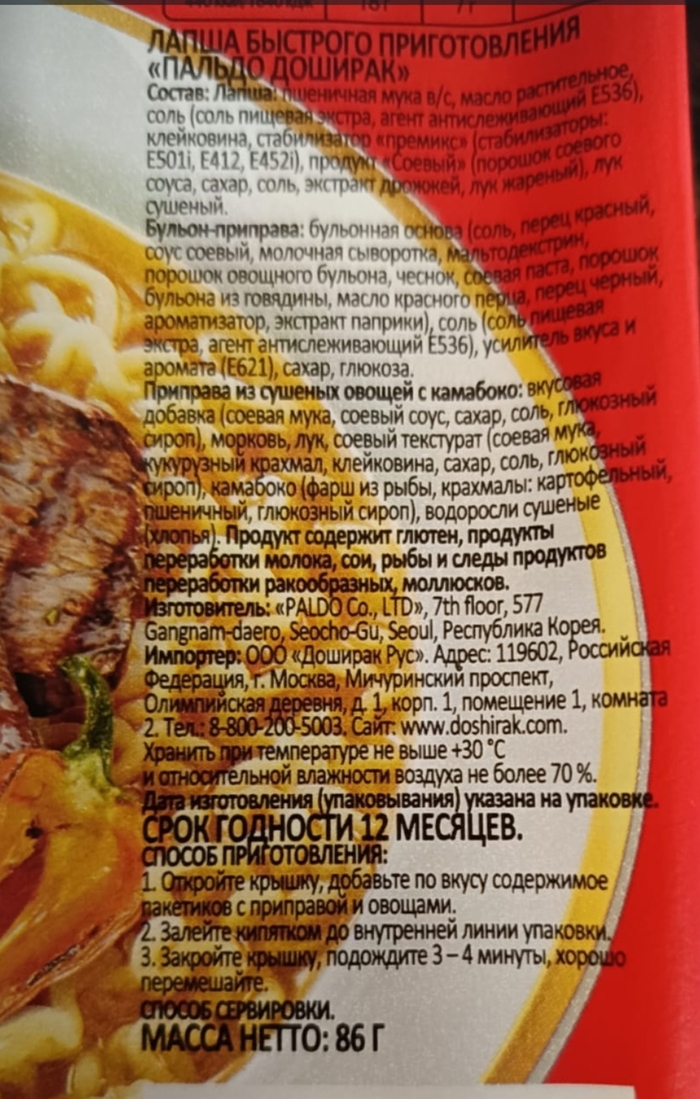 ЛАПША БЫСТРОГО ПРИГОТОВЛЕНИЯ
«ПАЛЬДО ДОШИРАК»
Состав: Лапша: пшеничная мука в/с, масло растительное,
соль (соль пищевая экстра, агент антислеживающий Е536),
клейковина, стабилизатор «премикс» (стабилизаторы:
Е501i, Е412, Е452i), продукт «Соевый» (порошок соевого
соуса, сахар, соль, экстракт дрожжей, лук жареный), лук
сушеный.
Бульон-приправа: бульонная основа (соль, перец красный,
соус соевый, молочная сыворотка, мальтодекстрин,
порошок овощного бульона, чеснок, соевая паста, порошок
бульона из говядины, масло красного перца, перец черный,
ароматизатор, экстракт паприки), соль (соль пищевая
экстра, агент антислеживающий Е536), усилитель вкуса и
аромата (Е621), сахар, глюкоза.
Приправа из сушеных овощей с камабоко: вкусовая
добавка (соевая мука, соевый соус, сахар, соль, глюкозный
сироп), морковь, лук, соевый текстурат (соевая мука,
кукурузный крахмал, клейковина, сахар, соль, глюкозный
сироп), камабоко (фарш из рыбы, крахмалы: картофельный,
пшеничный, глюкозный сироп), водоросли сушеные
(хлопья). Продукт содержит глютен, продукты
переработки молока, сои, рыбы и следы продуктов
переработки ракообразных, моллюсков.
Изготовитель: «PALDO Co., LTD», 7th floor, 577
Gangnam-daero, Seocho-Gu, Seoul, Республика Корея.
Импортер: ООО «Доширак Рус». Адрес: 119602, Российская
Федерация, г. Москва, Мичуринский проспект,
Олимпийская деревня, д. 1, корп. 1, помещение 1, комната
2. Тел.: 8-800-200-5003. Сайт: www.doshirak.com.
Хранить при температуре не выше +30 °С
и относительной влажности воздуха не более 70 %.
Дата изготовления (упаковывания) указана на упаковке.
СРОК ГОДНОСТИ 12 МЕСЯЦЕВ.
СПОСОБ ПРИГОТОВЛЕНИЯ:
1. Откройте крышку, добавьте по вкусу содержимое
пакетиков с приправой и овощами.
2. Залейте кипятком до внутренней линии упаковки.
3. Закройте крышку, подождите 3 – 4 минуты, хорошо
перемешайте.
СПОСОБ СЕРВИРОВКИ.
МАССА НЕТТО: 86 Г